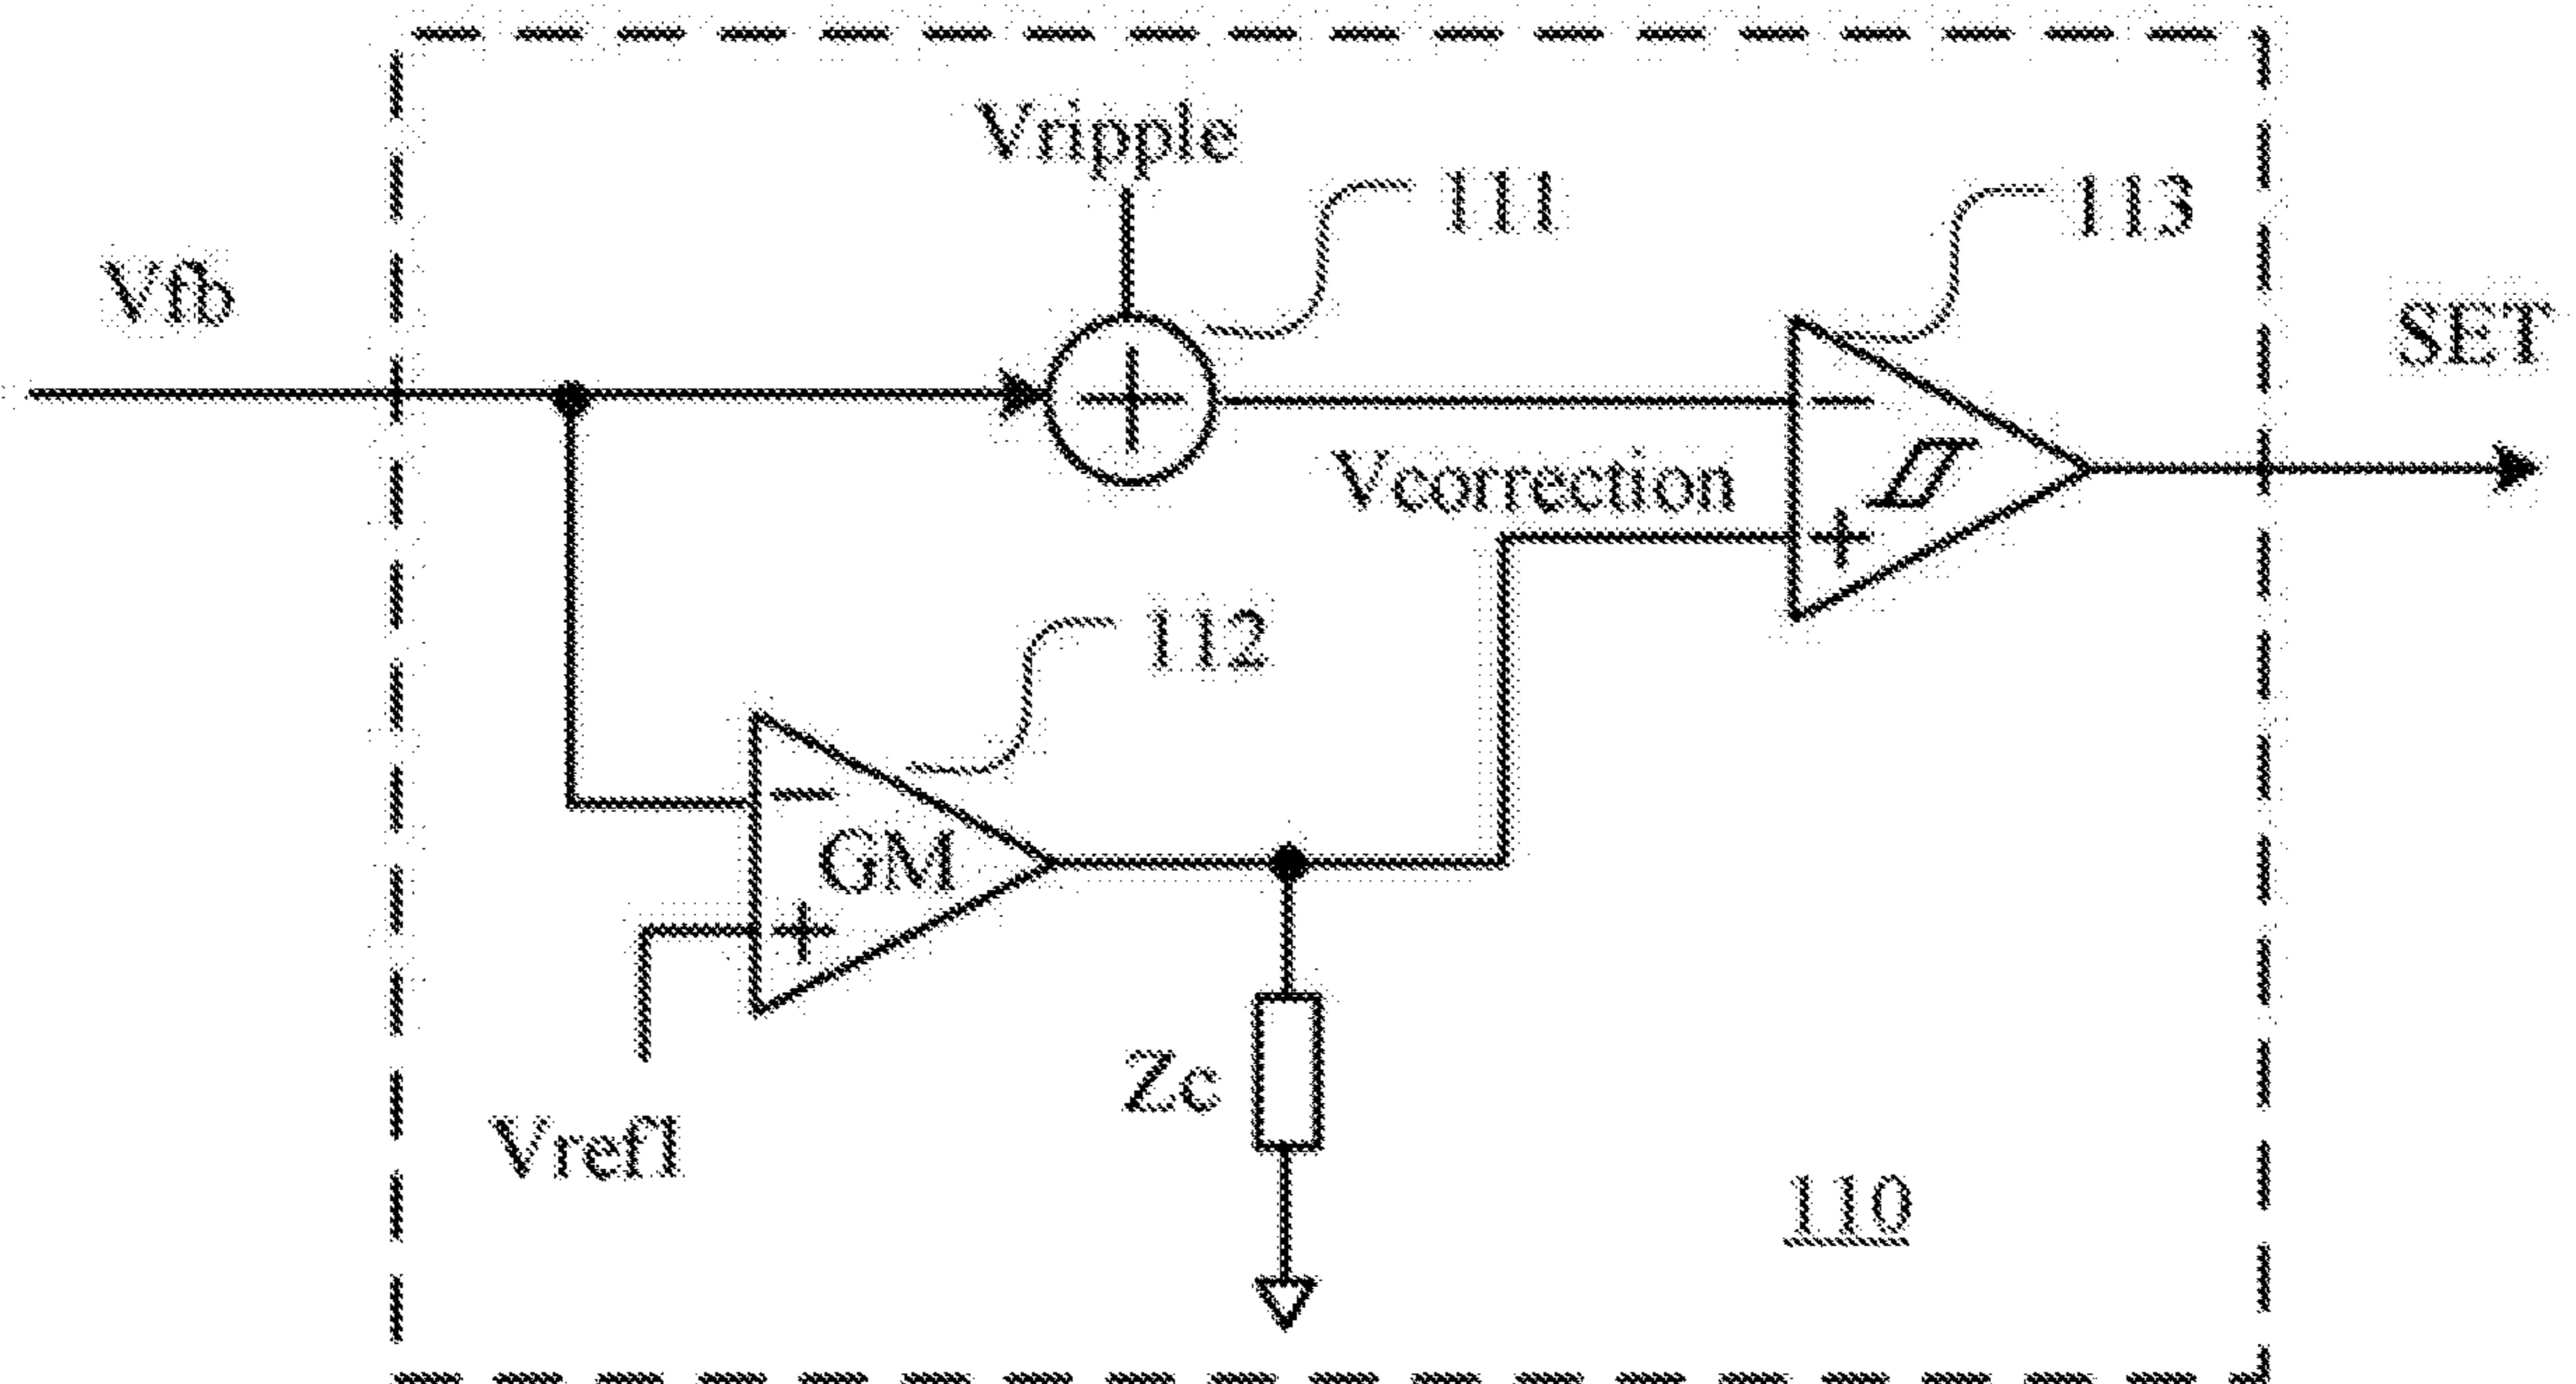 Vripple
111
113
Vfb
SET
Vcorrection
112
GM
Zc
Vref1
110